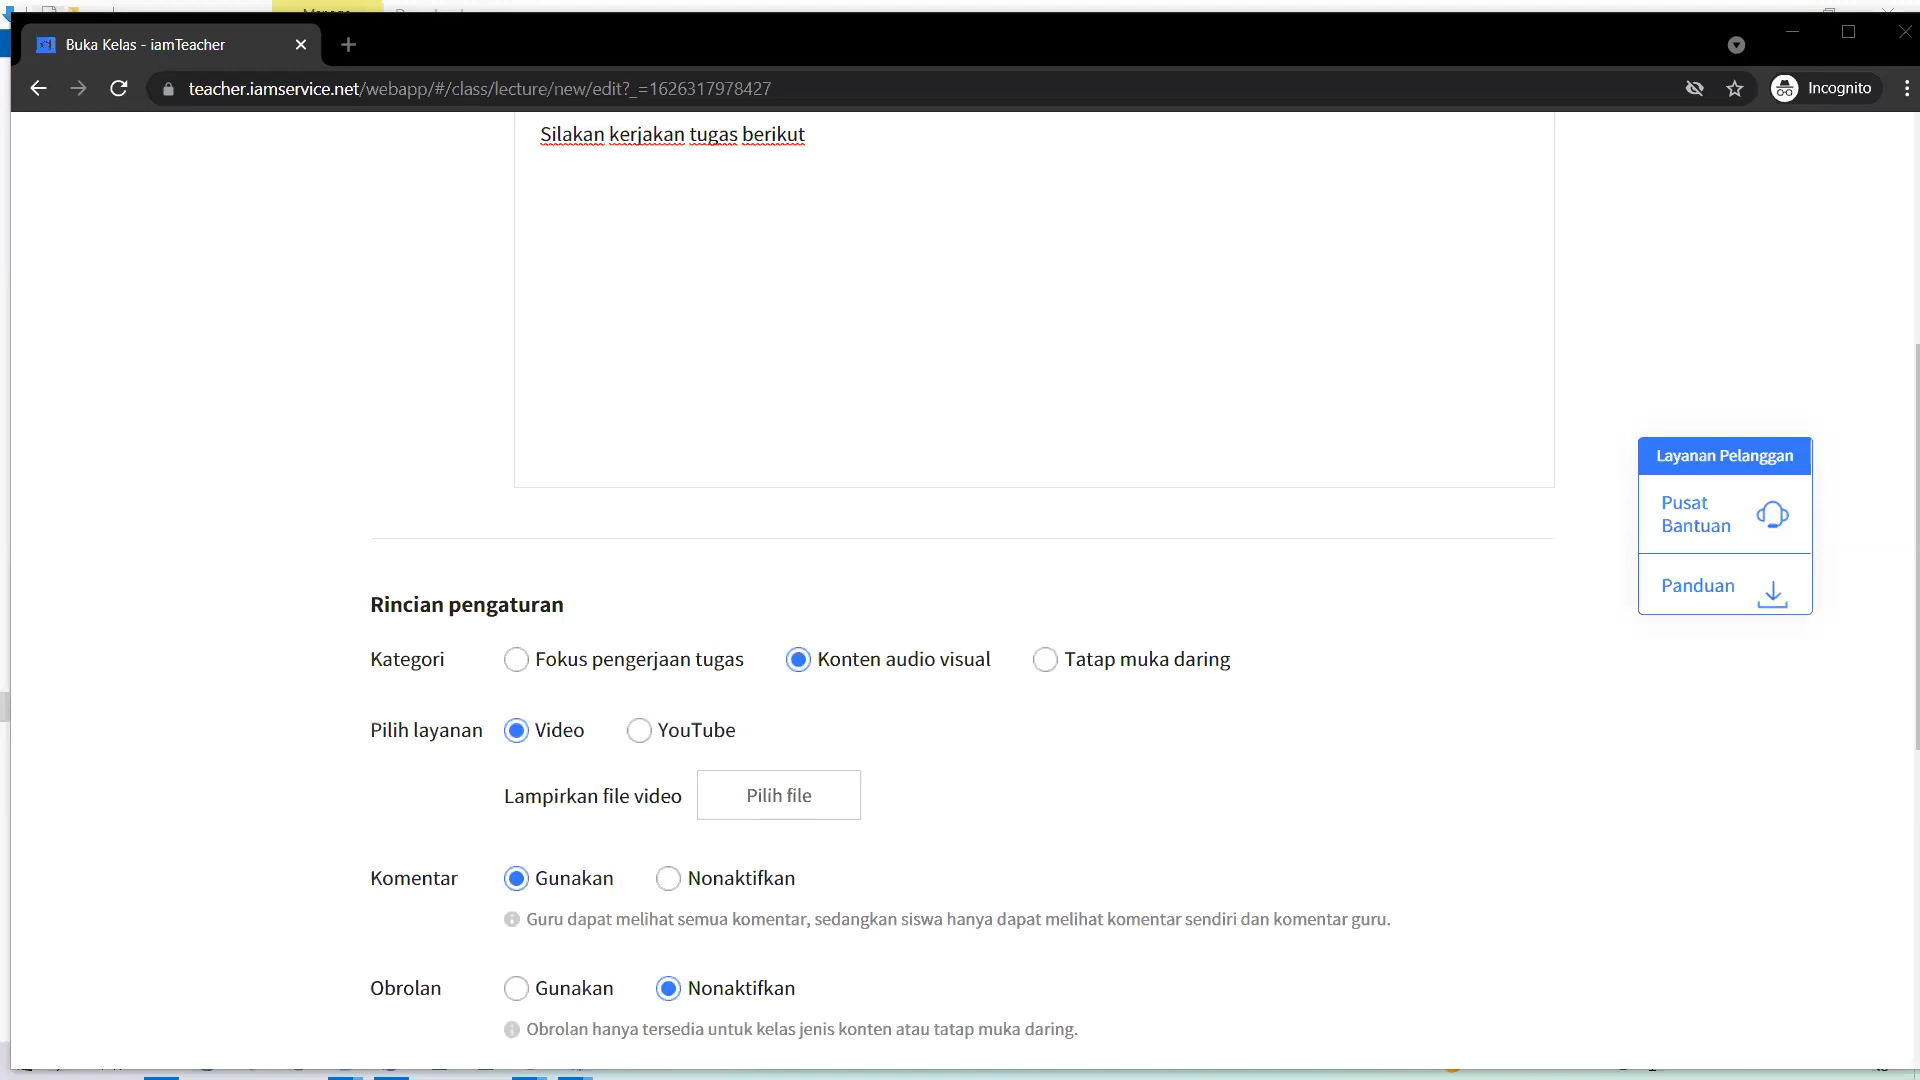 Buka Kelas - iamTeacher
teacher.iamservice.net/webapp/#/class/lecture/new/edit?_=1626317978427
Incognito
Silakan kerjakan tugas berikut
Layanan Pelanggan
Pusat
Bantuan
Panduan
Rincian pengaturan
Kategori Fokus pengerjaan tugas Konten audio visual Tatap muka daring
Pilih layanan Video YouTube
Lampirkan file video Pilih file
Komentar Gunakan Nonaktifkan
Guru dapat melihat semua komentar, sedangkan siswa hanya dapat melihat komentar sendiri dan komentar guru.
Obrolan Gunakan Nonaktifkan
Obrolan hanya tersedia untuk kelas jenis konten atau tatap muka daring.